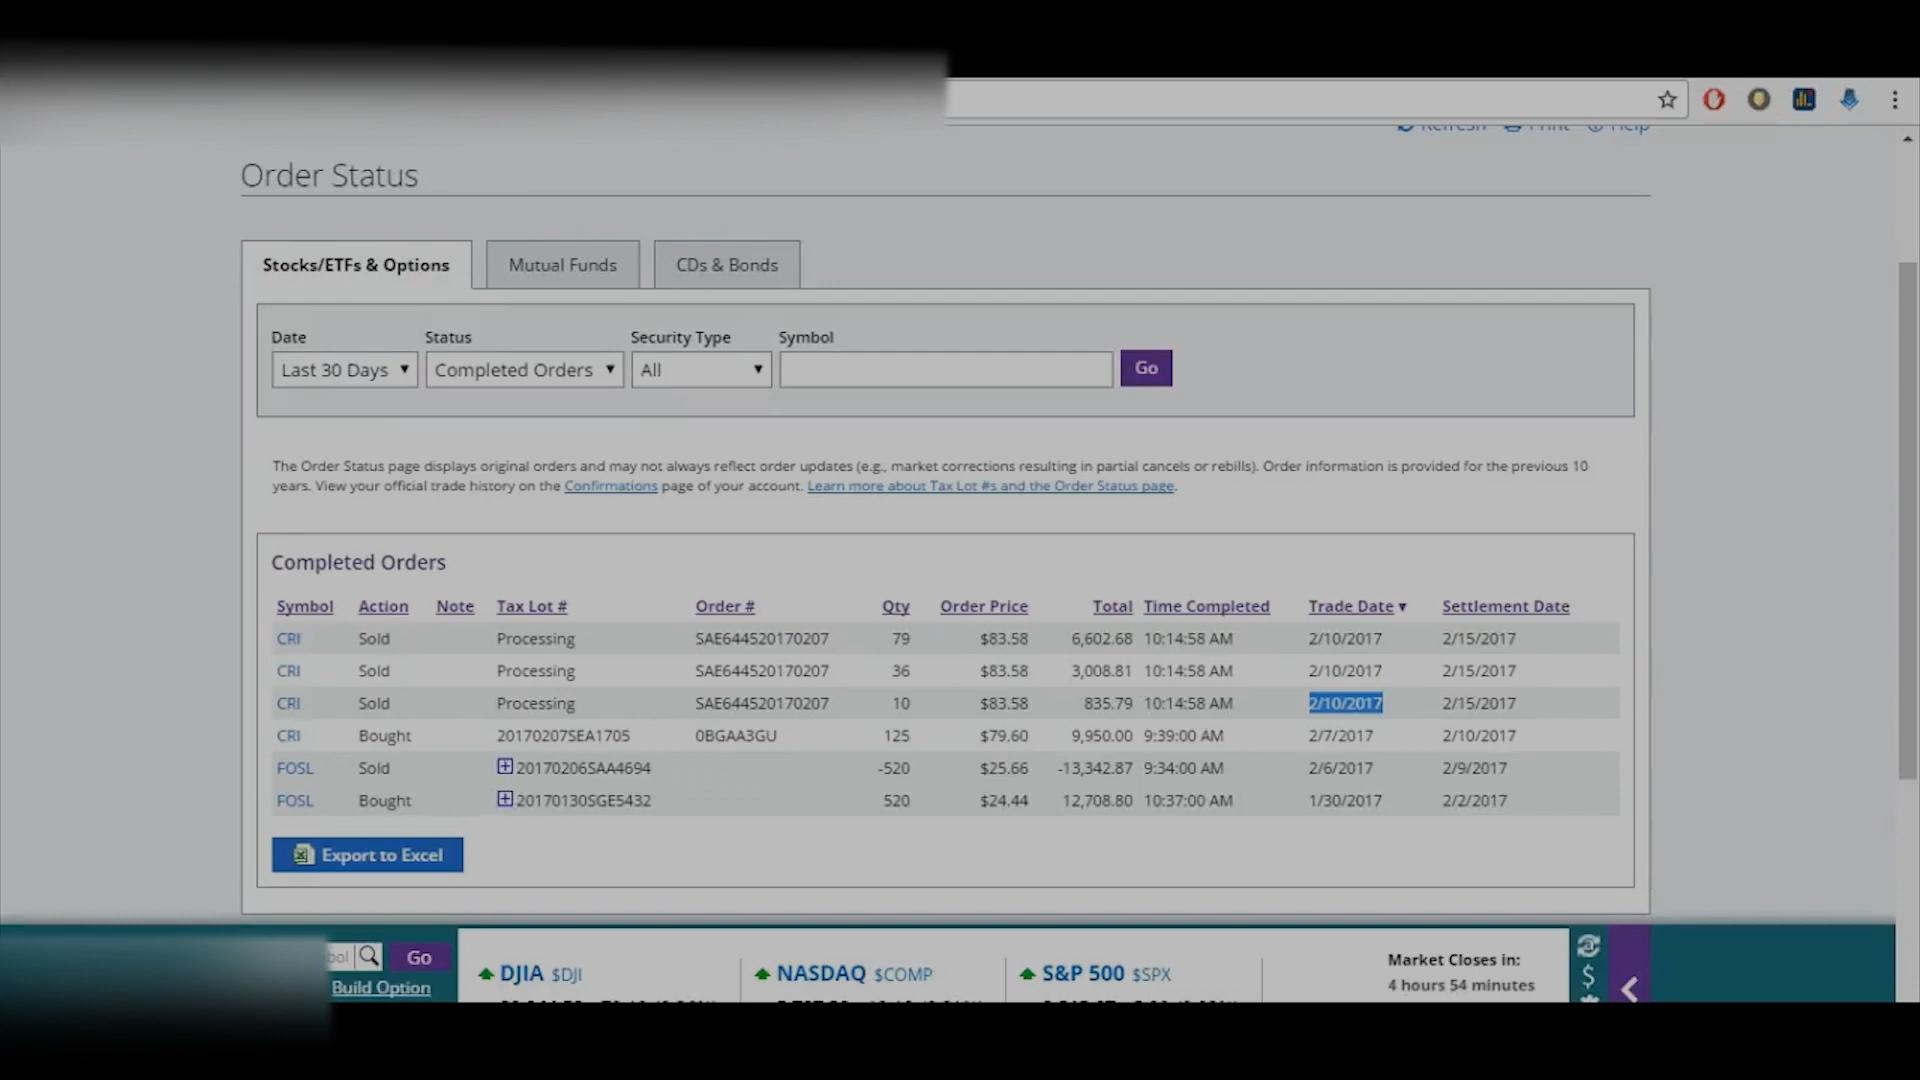 Refresh Print Help
Order Status
Stocks/ETFs & Options Mutual Funds CDs & Bonds
Date Status Security Type Symbol
Last 30 Days Completed Orders All Go
The Order Status page displays original orders and may not always reflect order updates (e.g., market corrections resulting in partial cancels or rebills). Order information is provided for the previous 10
years. View your official trade history on the Confirmations page of your account. Learn more about Tax Lot #s and the Order Status page.
Completed Orders
Symbol Action Note Tax Lot # Order # Qty Order Price Total Time Completed Trade Date Settlement Date
CRI Sold Processing SAE644520170207 79 $83.58 6,602.68 10:14:58 AM 2/10/2017 2/15/2017
CRI Sold Processing SAE644520170207 36 $83.58 3,008.81 10:14:58 AM 2/10/2017 2/15/2017
CRI Sold Processing SAE644520170207 10 $83.58 835.79 10:14:58 AM 2/10/2017 2/15/2017
CRI Bought 20170207SEA1705 0BGAA3GU 125 $79.60 9,950.00 9:39:00 AM 2/7/2017 2/10/2017
FOSL Sold 20170206SAA4694 -520 $25.66 -13,342.87 9:34:00 AM 2/6/2017 2/9/2017
FOSL Bought 20170130SGE5432 520 $24.44 12,708.80 10:37:00 AM 1/30/2017 2/2/2017
Export to Excel
bol Go
Build Option
DJIA $DJI NASDAQ $COMP S&P 500 $SPX
Market Closes in:
4 hours 54 minutes